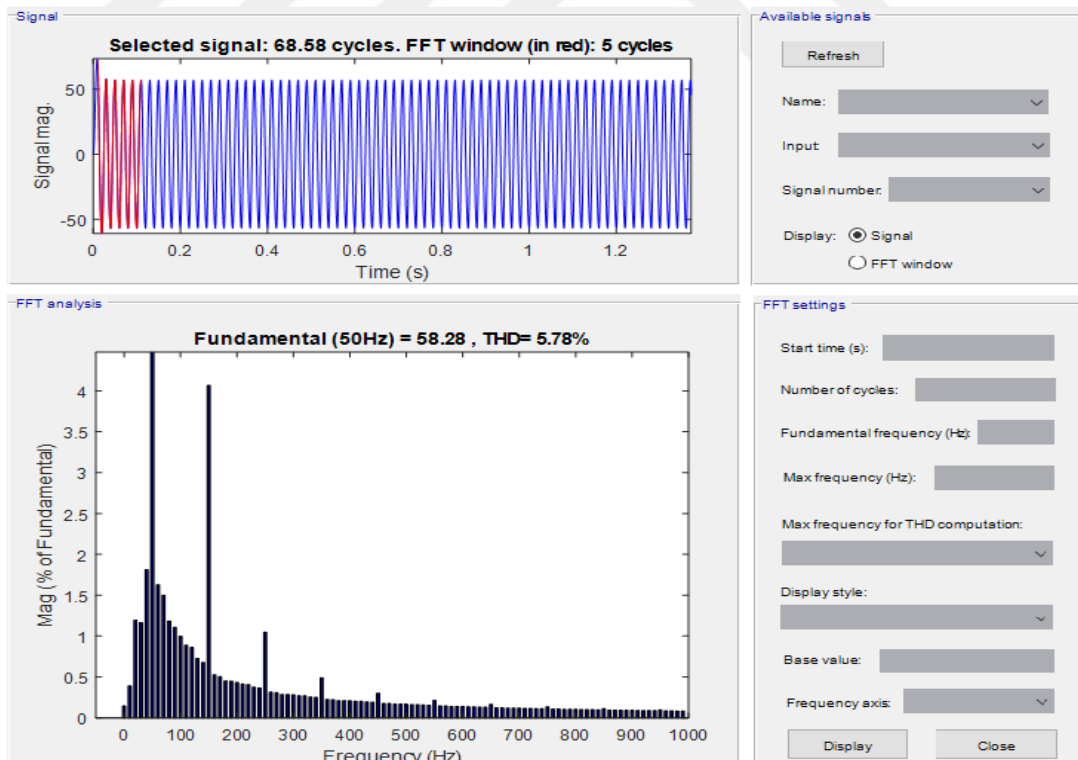 Signal
Selected signal: 68.58 cycles. FFT window (in red): 5 cycles
Signal mag.
50
0
-50
0 0.2 0.4 0.6 0.8 1 1.2
Time (s)
Available signals
Refresh
Name:
Input:
Signal number:
Display: Signal
FFT window
FFT analysis
Fundamental (50Hz) = 58.28 , THD= 5.78%
Mag (% of Fundamental)
4
3.5
3
2.5
2
1.5
1
0.5
0
0 100 200 300 400 500 600 700 800 900 1000
Frequency (Hz)
FFT settings
Start time (s):
Number of cycles:
Fundamental frequency (Hz):
Max frequency (Hz):
Max frequency for THD computation:
Display style:
Base value:
Frequency axis:
Display Close